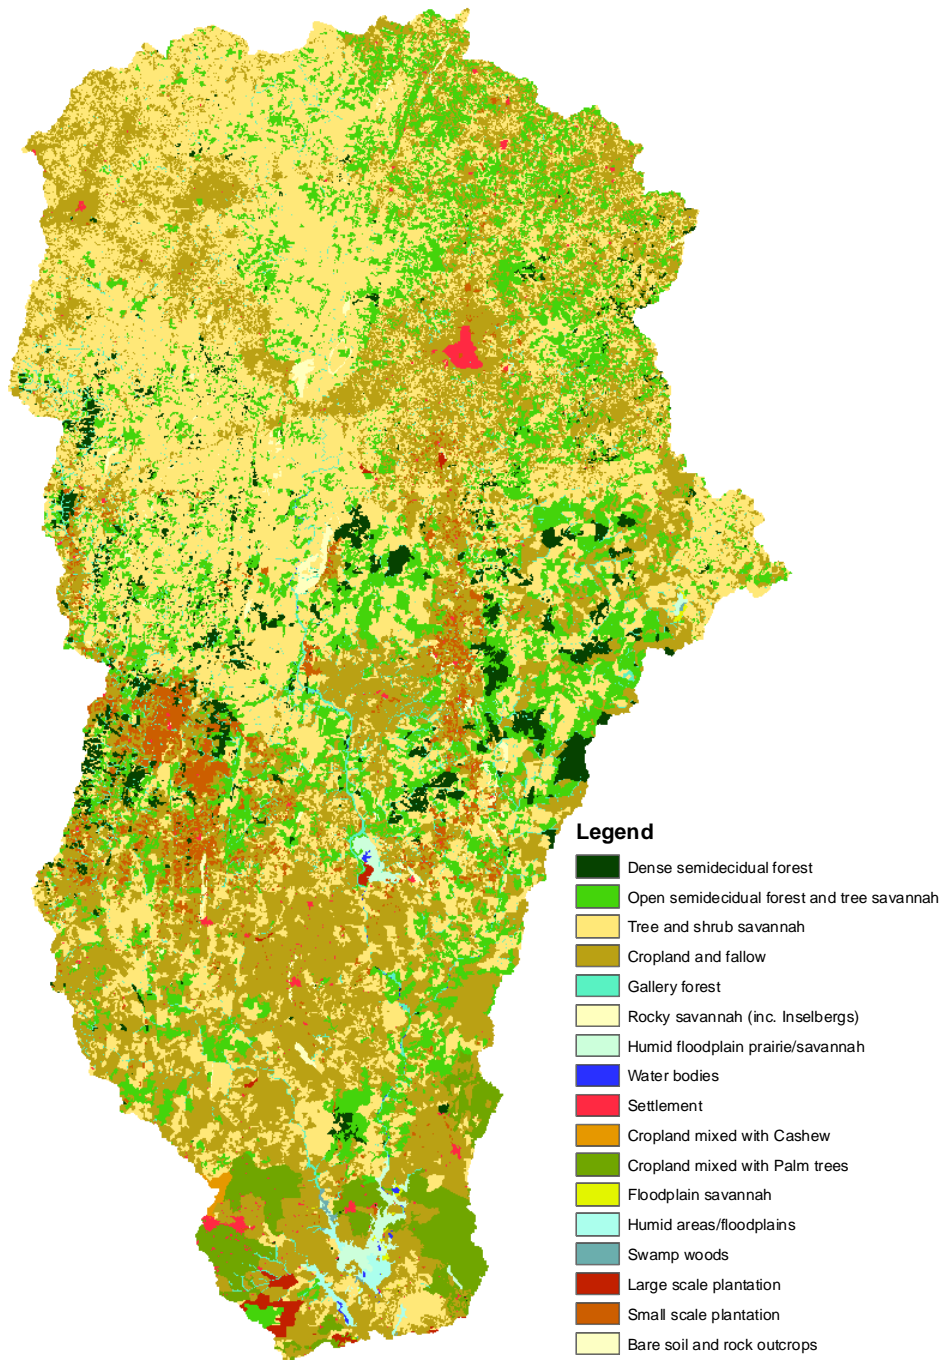 Legend
Dense semidecidual forest
Open semidecidual forest and tree savannah
Tree and shrub savannah
Cropland and fallow
Gallery forest
Rocky savannah (inc. Inselbergs)
Humid floodplain prairie/savannah
Water bodies
Settlement
Cropland mixed with Cashew
Cropland mixed with Palm trees
Floodplain savannah
Humid areas/floodplains
Swamp woods
Large scale plantation
Small scale plantation
Bare soil and rock outcrops